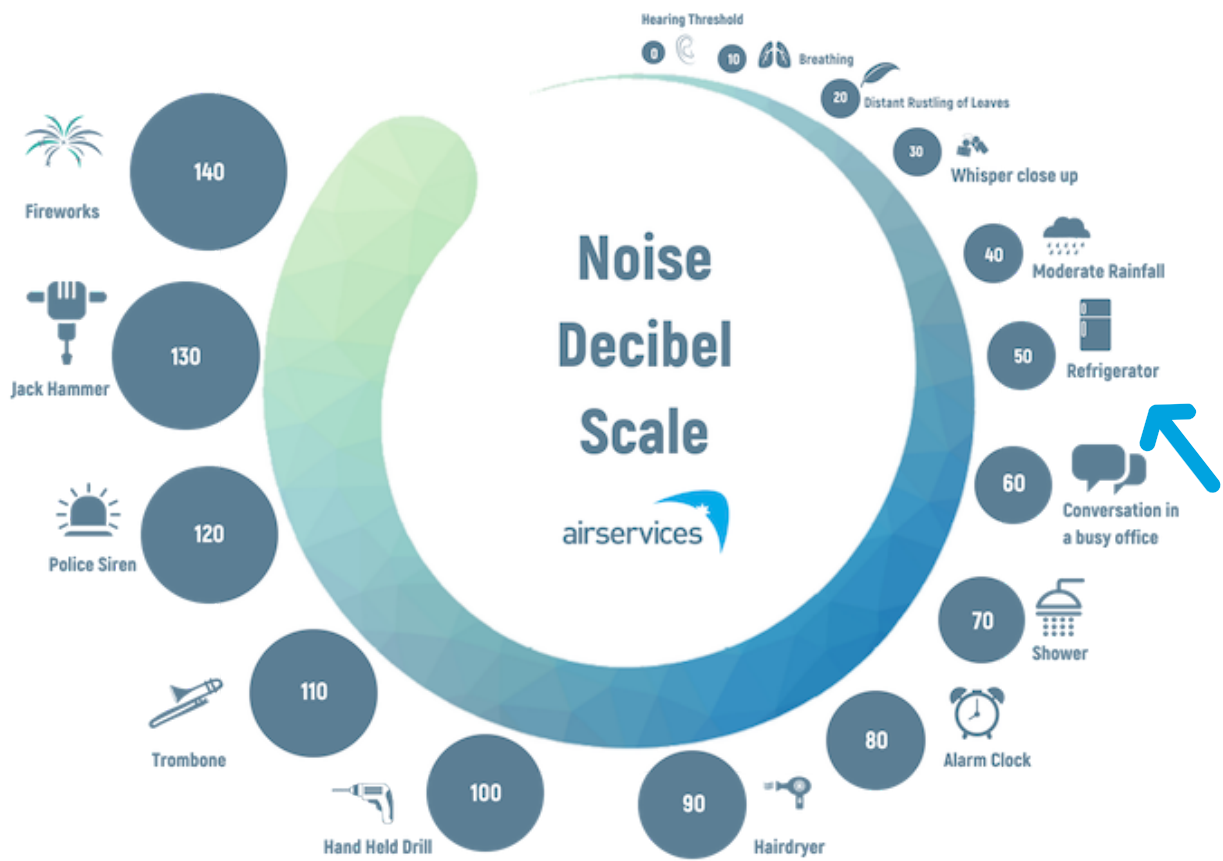 Hearing Threshold
0
10
Breathing
20
Distant Rustling of Leaves
30
Whisper close up
40
Moderate Rainfall
50
Refrigerator
60
Conversation in
a busy office
70
Shower
80
Alarm Clock
90
Hairdryer
100
Hand Held Drill
110
Trombone
120
Police Siren
130
Jack Hammer
140
Fireworks
Noise
Decibel
Scale
airservices